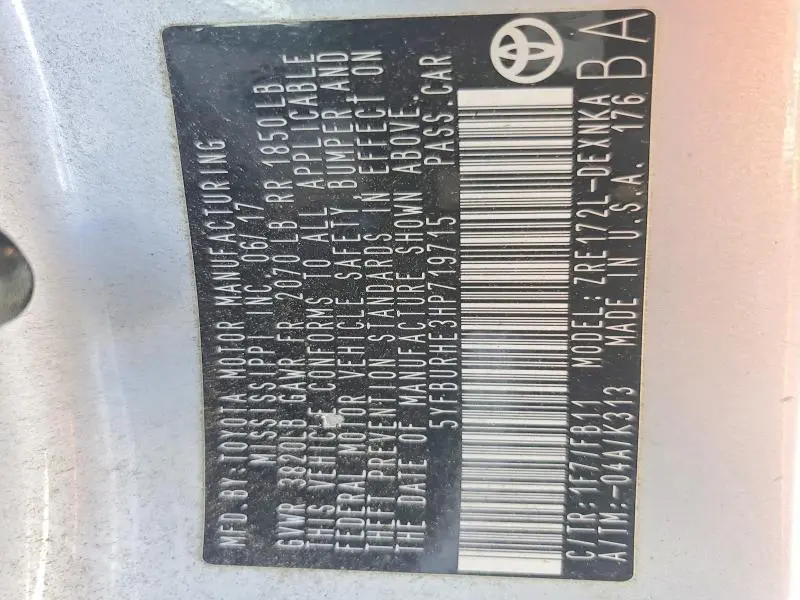 MFD.BY:TOYOTA MOTOR MANUFACTURING
MISSISSIPPI INC. 06/17
GVWR 3820LB GAWR FR 2070 LB RR 1850LB
THIS VEHICLE CONFORMS TO ALL APPLICABLE
FEDERAL MOTOR VEHICLE SAFETY,BUMPER,AND
THEFT PREVENTION STANDARDS IN EFFECT ON
THE DATE OF MANUFACTURE SHOWN ABOVE.
5YFBURHE3HP719715 PASS.CAR
C/TR:1F7/FB11 MODEL:ZRE172L-DEXNKA B
A/TM:-04A/K313 MADE IN U.S.A. 176 BA